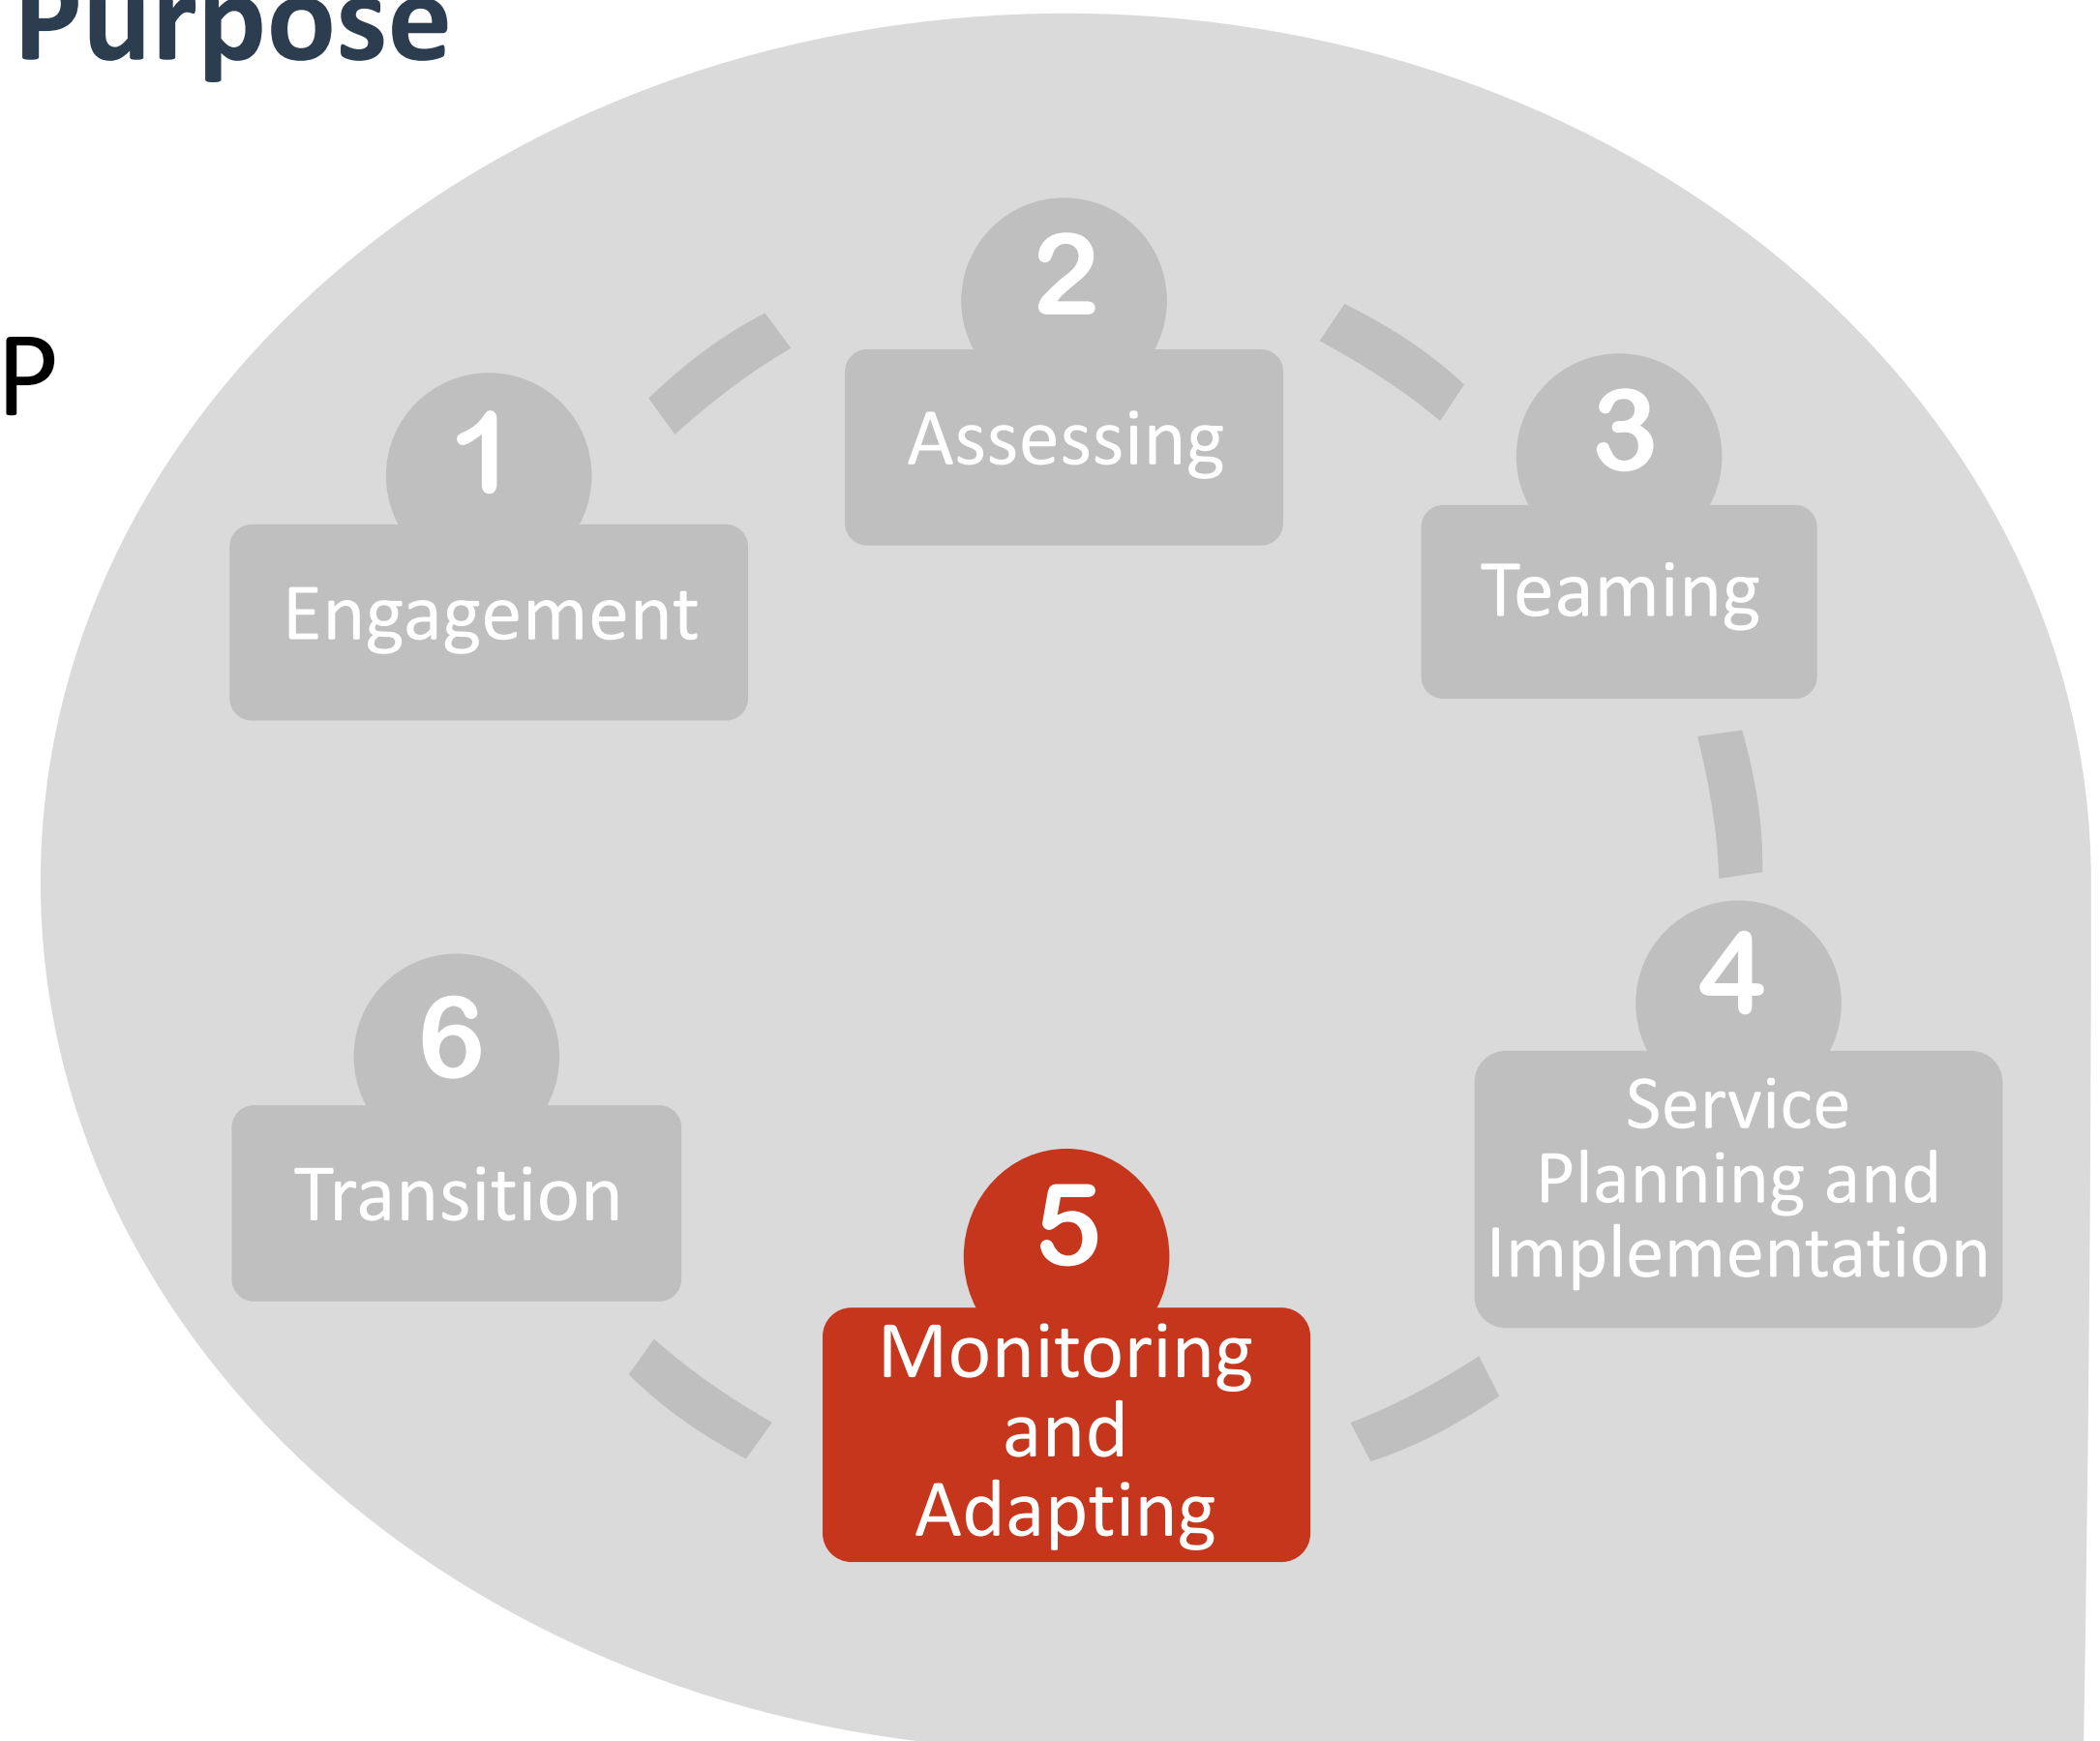 Purpose
P
1
Engagement
2
Assessing
3
Teaming
4
Service
Planning and
Implementation
5
Monitoring
and
Adapting
6
Transition